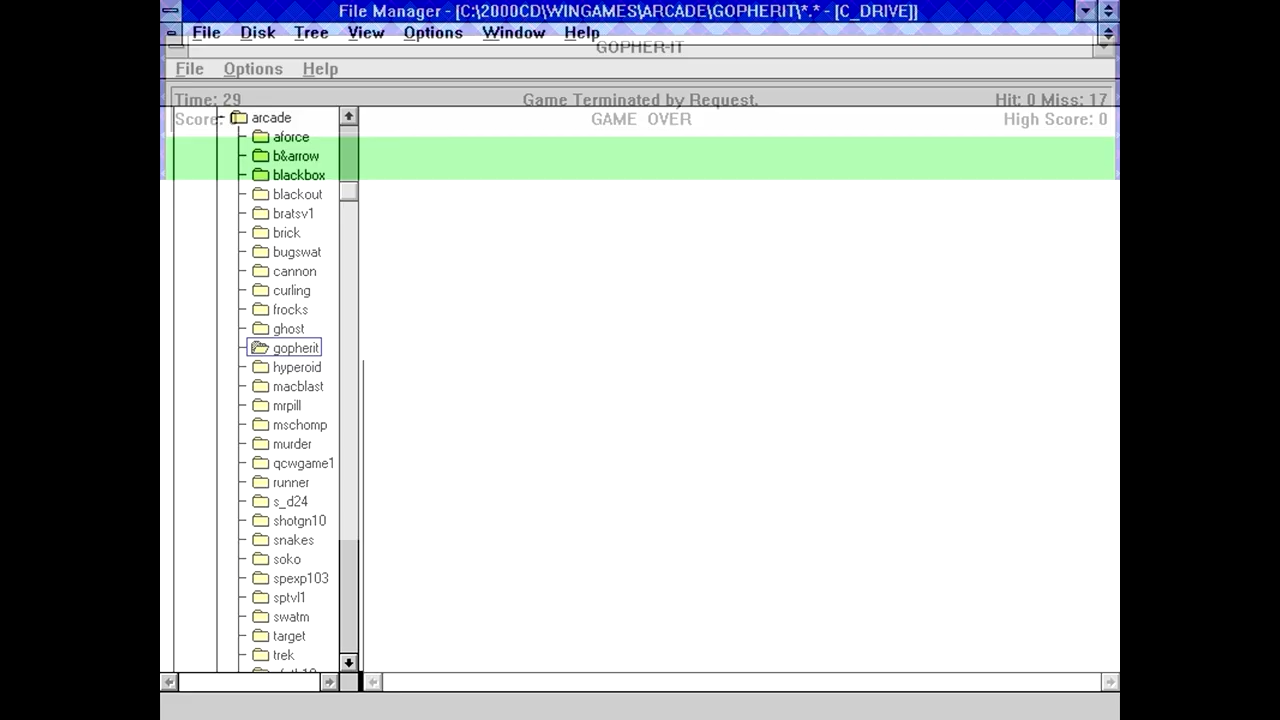 File Manager - [C:\2000CD\WINGAMES\ARCADE\GOPHERIT\*.* - [C_DRIVE]]
File Disk Tree View Options Window Help
GOPHER-IT
File Options Help
Time: 29 Game Terminated by Request. Hit: 0 Miss: 17
Score: GAME OVER High Score: 0
arcade
aforce
b&arrow
blackbox
blackout
bratsv1
brick
bugswat
cannon
curling
frocks
ghost
gopherit
hyperoid
macblast
mrpill
mschomp
murder
qcwgame1
runner
s_d24
shotgn10
snakes
soko
spexp103
sptvl1
swatm
target
trek